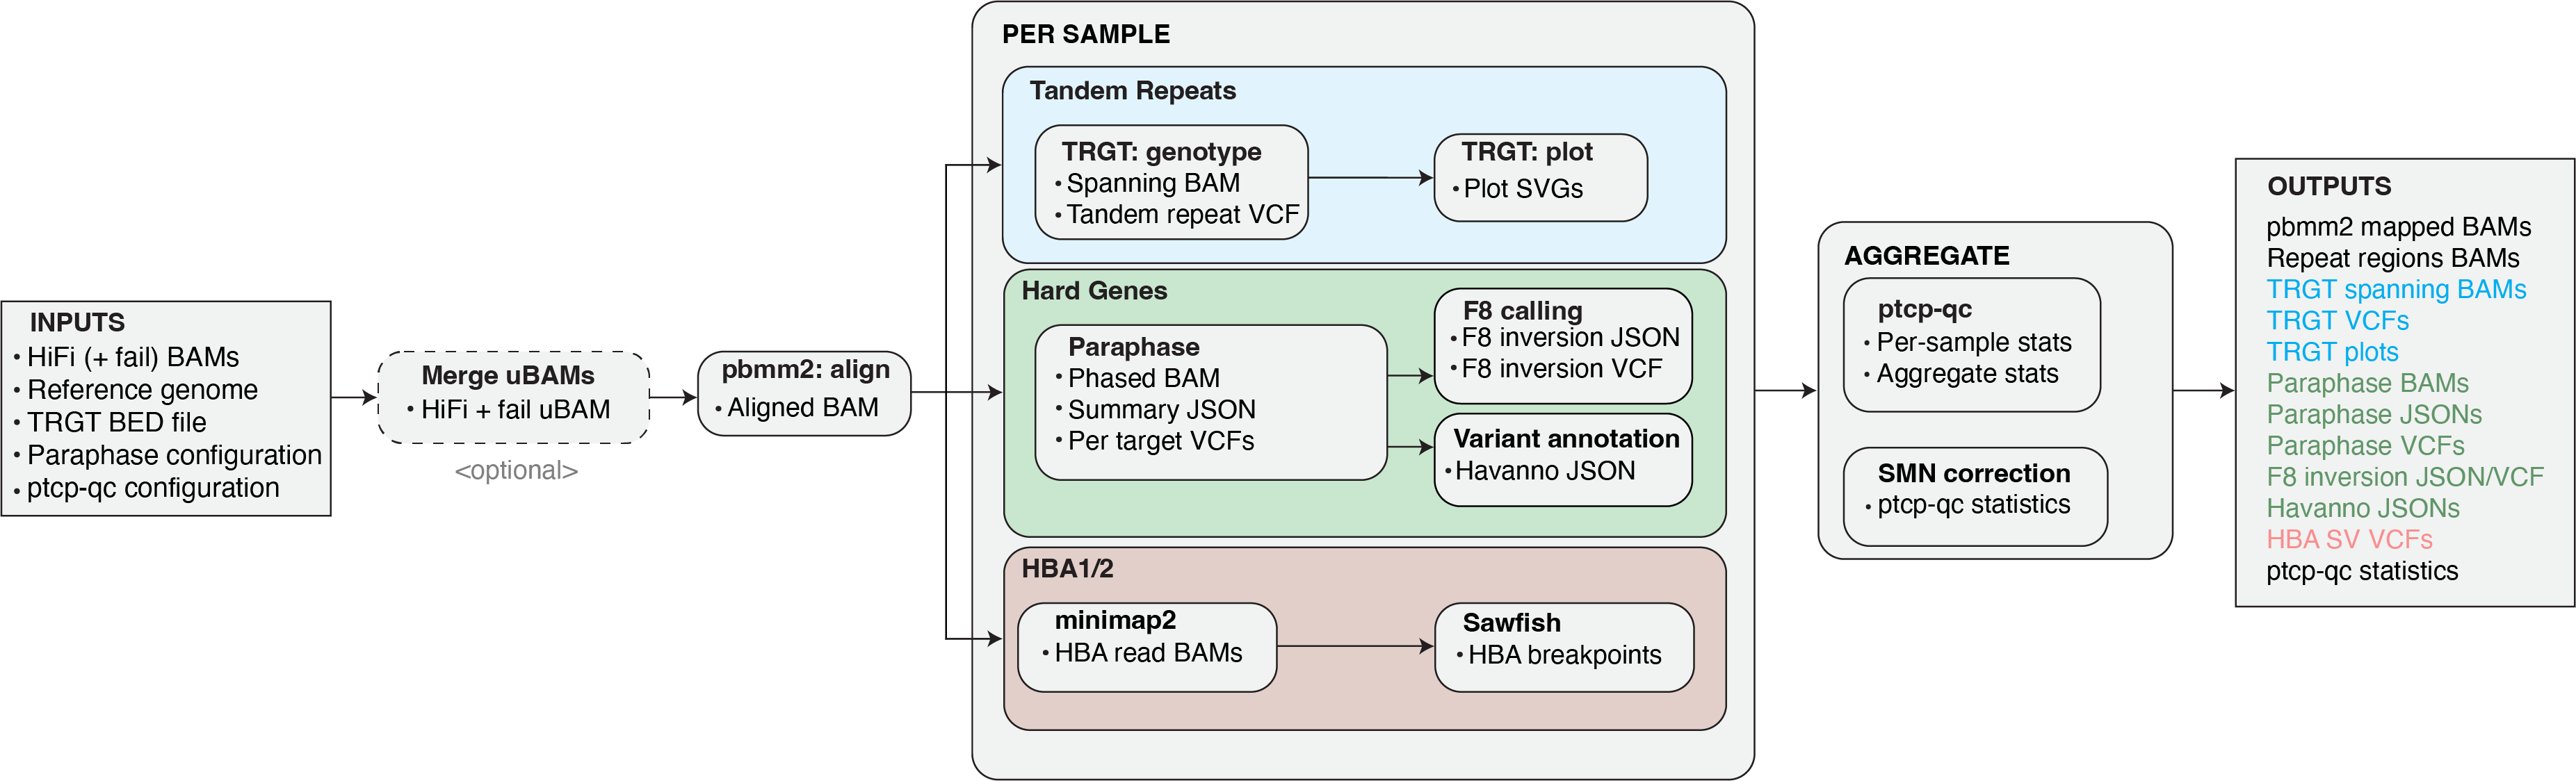 INPUTS
• HiFi (+ fail) BAMs
• Reference genome
• TRGT BED file
• Paraphase configuration
• ptcp-qc configuration
Merge uBAMs
• HiFi + fail uBAM
<optional>
pbmm2: align
• Aligned BAM
PER SAMPLE
Tandem Repeats
TRGT: genotype
• Spanning BAM
• Tandem repeat VCF
TRGT: plot
• Plot SVGs
Hard Genes
Paraphase
• Phased BAM
• Summary JSON
• Per target VCFs
F8 calling
• F8 inversion JSON
• F8 inversion VCF
Variant annotation
• Havanno JSON
HBA1/2
minimap2
• HBA read BAMs
Sawfish
• HBA breakpoints
AGGREGATE
ptcp-qc
• Per-sample stats
• Aggregate stats
SMN correction
• ptcp-qc statistics
OUTPUTS
pbmm2 mapped BAMs
Repeat regions BAMs
TRGT spanning BAMs
TRGT VCFs
TRGT plots
Paraphase BAMs
Paraphase JSONs
Paraphase VCFs
F8 inversion JSON/VCF
Havanno JSONs
HBA SV VCFs
ptcp-qc statistics